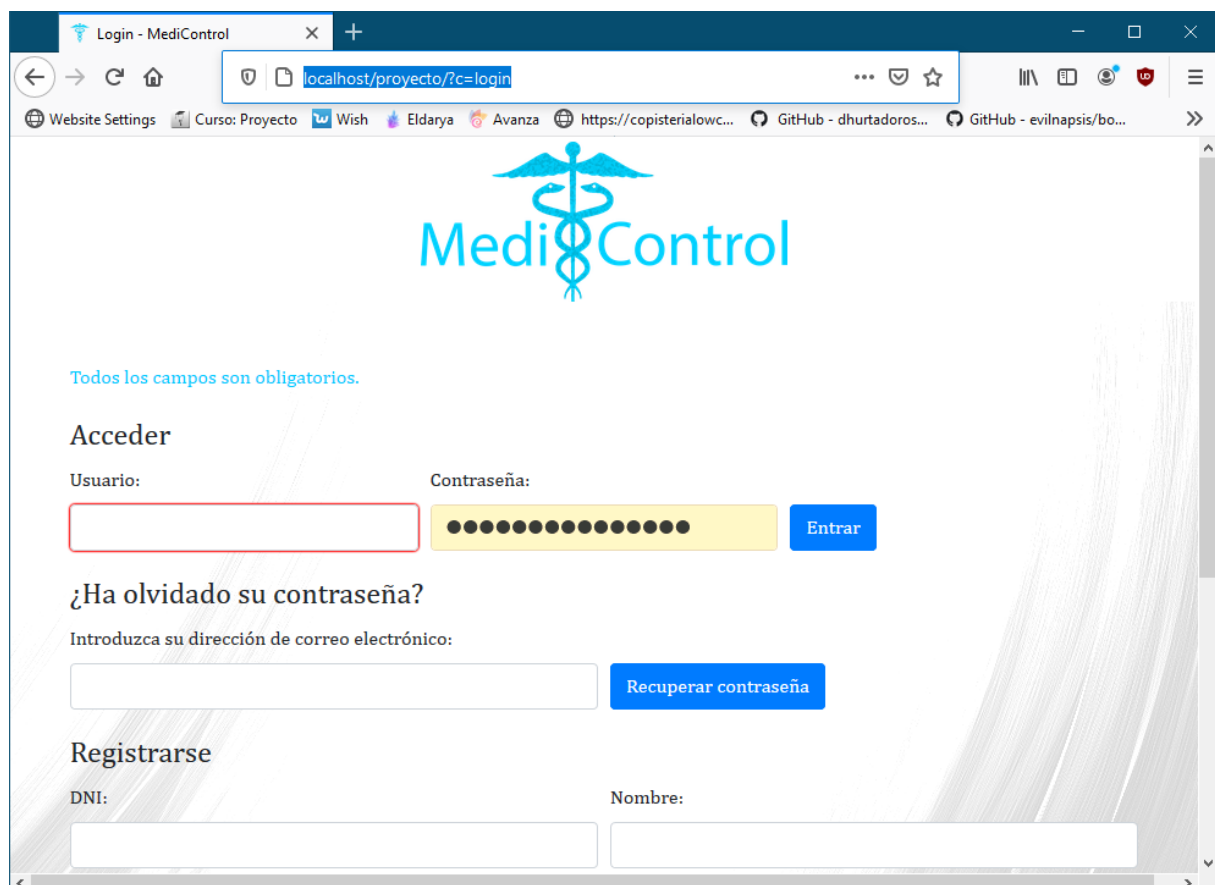 Login - MediControl
localhost/proyecto/?c=login
Website Settings Curso: Proyecto Wish Eldarya Avanza https://copisterialowc... GitHub - dhurtadoros... GitHub - evilnapsis/bo...
Medi Control
Todos los campos son obligatorios.
Acceder
Usuario: Contraseña:
Entrar
¿Ha olvidado su contraseña?
Introduzca su dirección de correo electrónico:
Recuperar contraseña
Registrarse
DNI: Nombre: